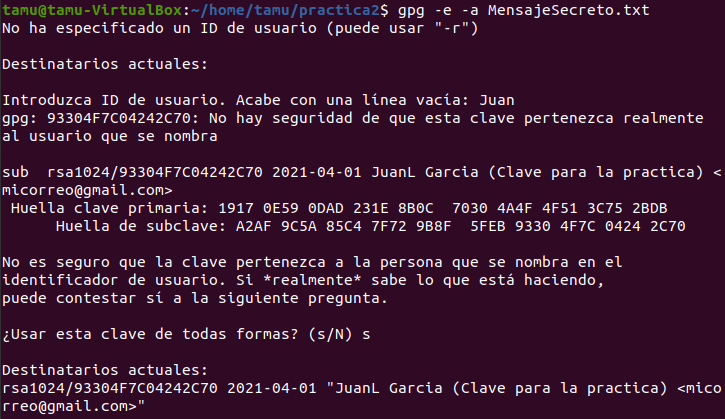 tamu@tamu-VirtualBox:~/home/tamu/practica2$ gpg -e -a MensajeSecreto.txt
No ha especificado un ID de usuario (puede usar "-r")
Destinatarios actuales:
Introduzca ID de usuario. Acabe con una línea vacía: Juan
gpg: 93304F7C04242C70: No hay seguridad de que esta clave pertenezca realmente
al usuario que se nombra
sub  rsa1024/93304F7C04242C70 2021-04-01 JuanL Garcia (Clave para la practica) <
micorreo@gmail.com>
 Huella clave primaria: 1917 0E59 0DAD 231E 8B0C  7030 4A4F 4F51 3C75 2BDB
      Huella de subclave: A2AF 9C5A 85C4 7F72 9B8F  5FEB 9330 4F7C 0424 2C70
No es seguro que la clave pertenezca a la persona que se nombra en el
identificador de usuario. Si *realmente* sabe lo que está haciendo,
puede contestar sí a la siguiente pregunta.
¿Usar esta clave de todas formas? (s/N) s
Destinatarios actuales:
rsa1024/93304F7C04242C70 2021-04-01 "JuanL Garcia (Clave para la practica) <mico
rreo@gmail.com>"